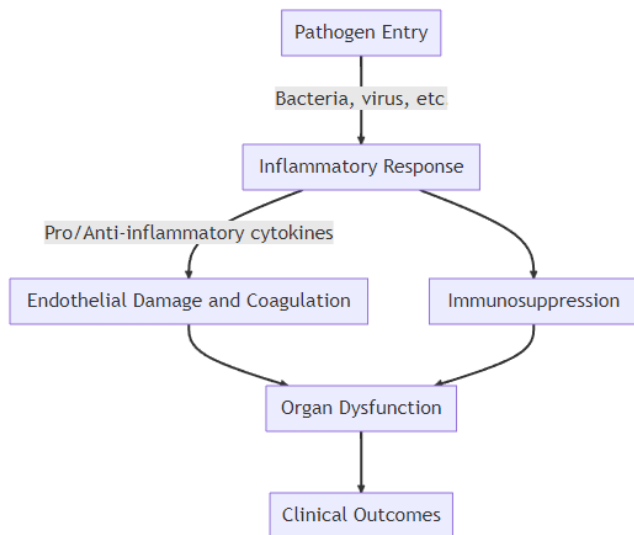 Pathogen Entry
Bacteria, virus, etc
Inflammatory Response
Pro/Anti-inflammatory cytokines
Endothelial Damage and Coagulation
Immunosuppression
Organ Dysfunction
Clinical Outcomes